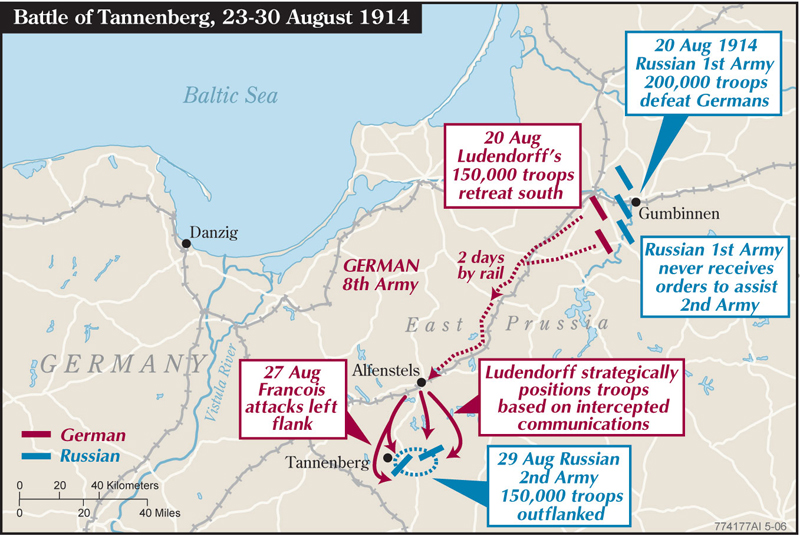 Battle of Tannenberg, 23-30 August 1914
20 Aug 1914
Russian 1st Army
200,000 troops
defeat Germans
Baltic Sea
20 Aug
Ludendorff's
150,000 troops
retreat south
Gumbinnen
Danzig
2 days
by rail
GERMAN
8th Army
Russian 1st Army
never receives
orders to assist
2nd Army
East Prussia
GERMANY
Vistula River
Alfenstels
27 Aug
Francois
attacks left
flank
Ludendorff strategically
positions troops
based on intercepted
communications
German
Russian
Tannenberg
29 Aug Russian
2nd Army
150,000 troops
outflanked
0 20 40 Kilometers
0 20 40 Miles
774177AI 5-06